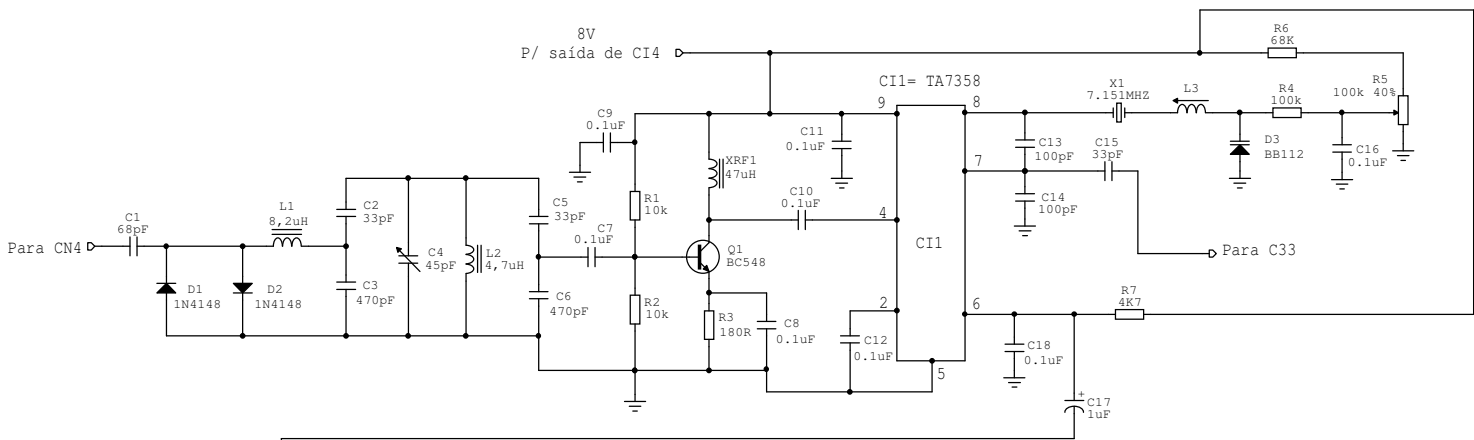 8V
P/ saída de CI4
R6
68K
CI1= TA7358
X1
7.151MHZ
L3
R4
100k
R5
100k 40%
9
8
C9
0.1uF
C11
0.1uF
C13
100pF
C15
33pF
D3
BB112
C16
0.1uF
XRF1
47uH
7
C14
100pF
R1
10k
C10
0.1uF
4
CI1
Para C33
C1
68pF
L1
8,2uH
C2
33pF
C5
33pF
C7
0.1uF
Para CN4
C4
45pF
L2
4,7uH
Q1
BC548
D1
1N4148
D2
1N4148
C3
470pF
C6
470pF
R2
10k
R3
180R
C8
0.1uF
2
C12
0.1uF
6
R7
4K7
C18
0.1uF
5
+
C17
1uF